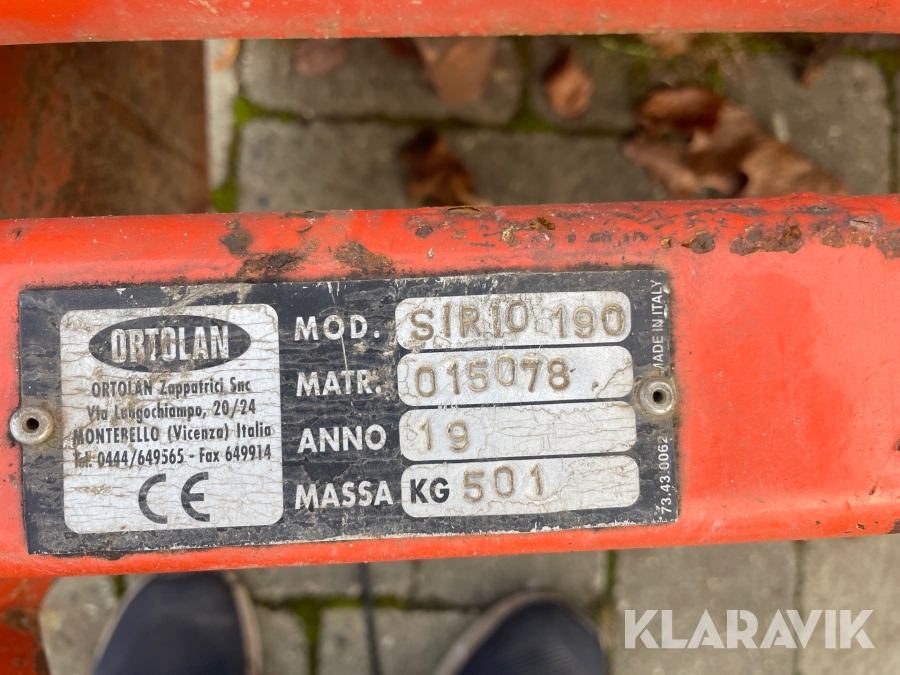 ORTOLAN
ORTOLAN Zappatrici Snc
Via Lungochiampo, 20/24
MONTEBELLO (Vicenza) Italia
Tel. 0444/649565 - Fax 649914
CE
MOD. SIRIO 190
MATR. 015078
ANNO 19
MASSA KG 501
MADE IN ITALY
73.43.0062
KLARAVIK